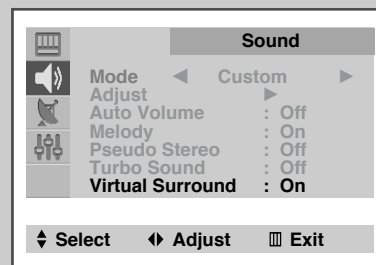 Sound
Mode ◀ Custom ▶
Adjust ▶
Auto Volume : Off
Melody : On
Pseudo Stereo : Off
Turbo Sound : Off
Virtual Surround : On
Select Adjust Exit